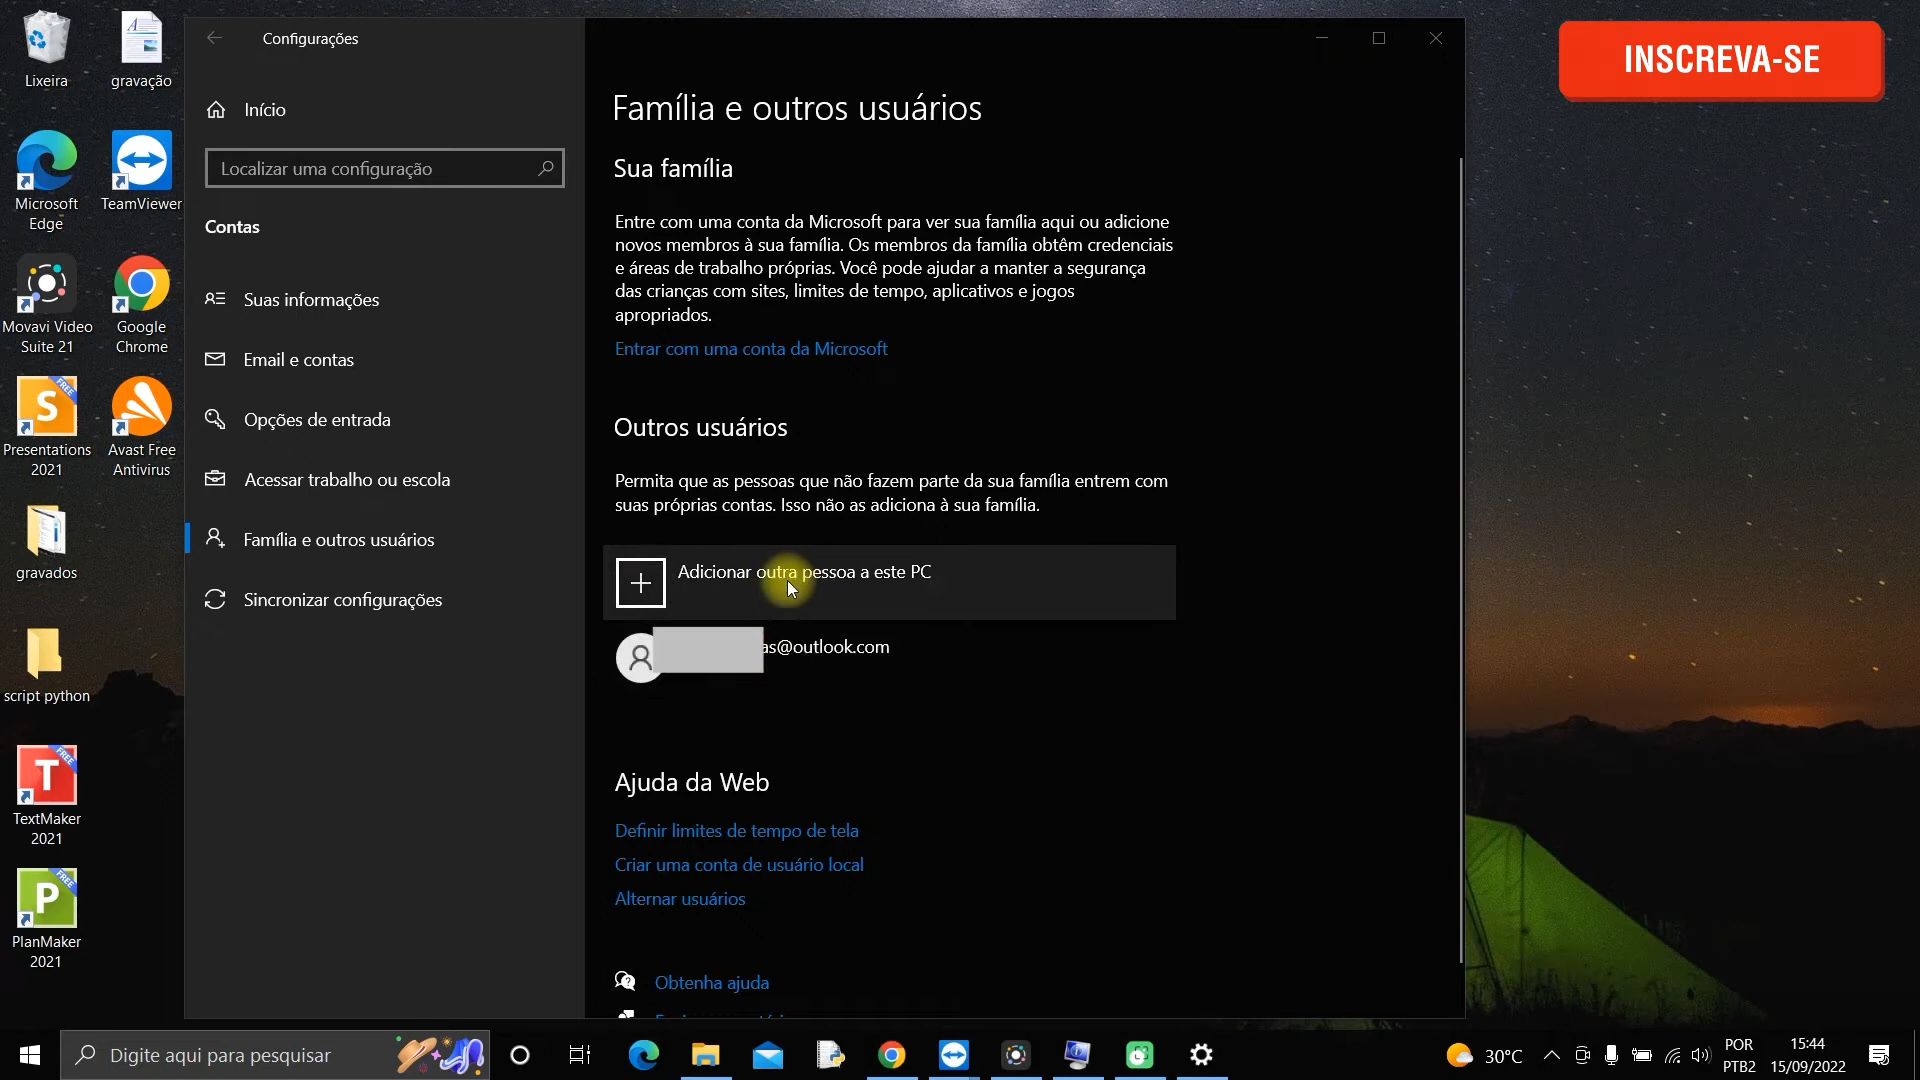 Lixeira
gravação
Microsoft
Edge
TeamViewer
Movavi Video
Suite 21
Google
Chrome
FREE
S
Presentations
2021
Avast Free
Antivirus
gravados
script python
FREE
T
TextMaker
2021
FREE
P
PlanMaker
2021
Configurações
Início
Localizar uma configuração
Contas
Suas informações
Email e contas
Opções de entrada
Acessar trabalho ou escola
Família e outros usuários
Sincronizar configurações
Família e outros usuários
Sua família
Entre com uma conta da Microsoft para ver sua família aqui ou adicione
novos membros à sua família. Os membros da família obtêm credenciais
e áreas de trabalho próprias. Você pode ajudar a manter a segurança
das crianças com sites, limites de tempo, aplicativos e jogos
apropriados.
Entrar com uma conta da Microsoft
Outros usuários
Permita que as pessoas que não fazem parte da sua família entrem com
suas próprias contas. Isso não as adiciona à sua família.
Adicionar outra pessoa a este PC
as@outlook.com
Ajuda da Web
Definir limites de tempo de tela
Criar uma conta de usuário local
Alternar usuários
Obtenha ajuda
INSCREVA-SE
Digite aqui para pesquisar
30°C
POR
PTB2
15:44
15/09/2022